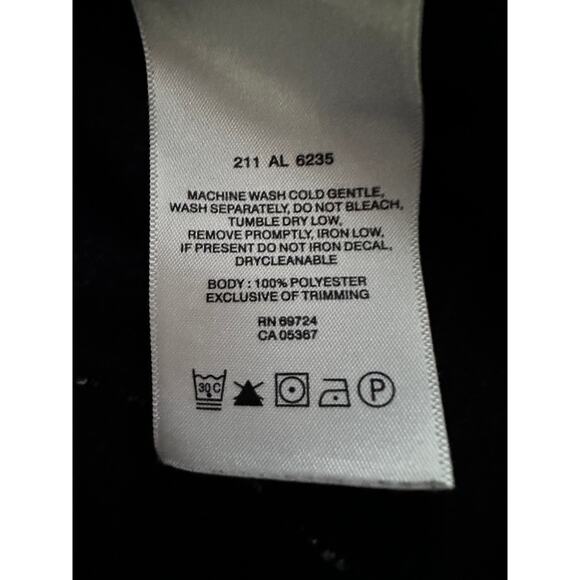 211 AL 6235
MACHINE WASH COLD GENTLE,
WASH SEPARATELY, DO NOT BLEACH,
TUMBLE DRY LOW,
REMOVE PROMPTLY, IRON LOW,
IF PRESENT DO NOT IRON DECAL,
DRYCLEANABLE
BODY : 100% POLYESTER
EXCLUSIVE OF TRIMMING
RN 69724
CA 05367
30 C P